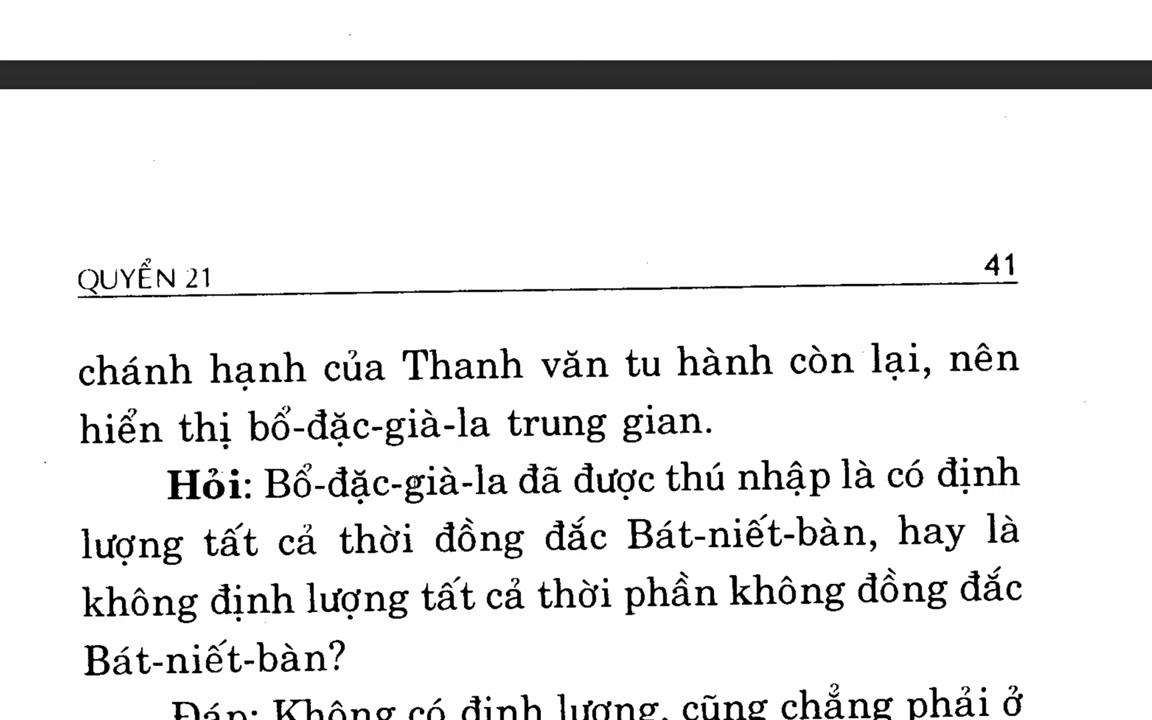 QUYỂN 21
41
chánh hạnh của Thanh văn tu hành còn lại, nên
hiển thị bổ-đặc-già-la trung gian.
Hỏi: Bổ-đặc-già-la đã được thú nhập là có định
lượng tất cả thời đồng đắc Bát-niết-bàn, hay là
không định lượng tất cả thời phần không đồng đắc
Bát-niết-bàn?
Đáp: Không có định lượng, cũng chẳng phải ở